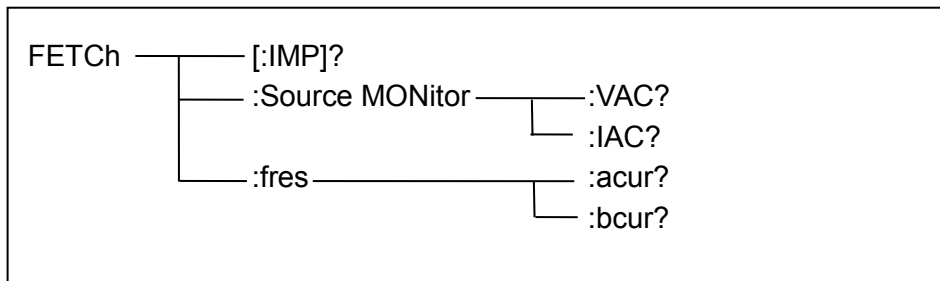 FETCh [:IMP]?
:Source MONitor :VAC?
:IAC?
:fres :acur?
:bcur?